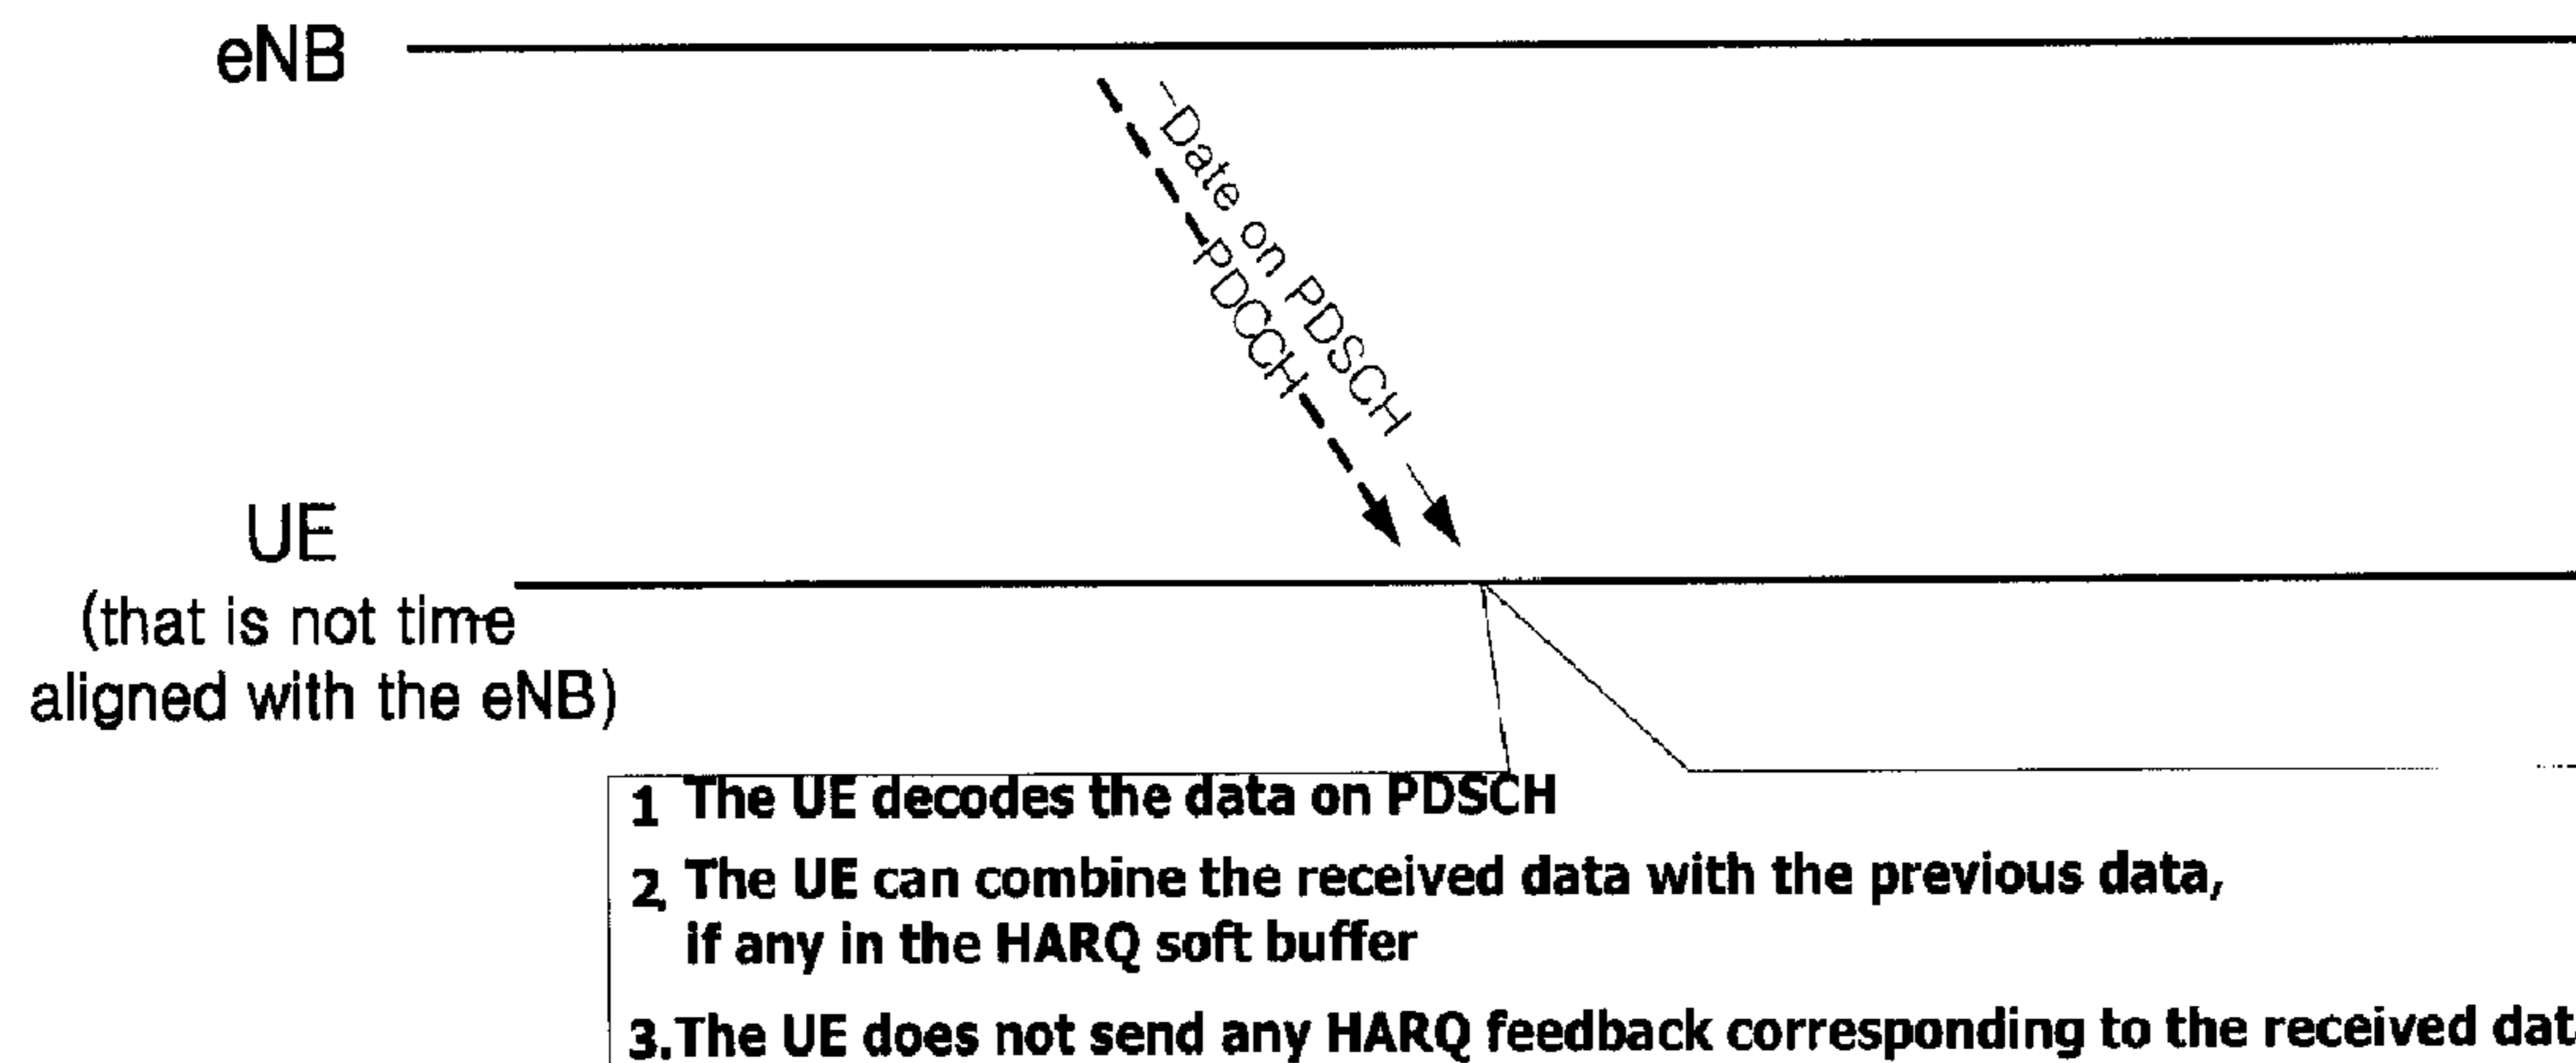 eNB
Date on PDSCH
PDCCH
UE
(that is not time
aligned with the eNB)
1 The UE decodes the data on PDSCH
2, The UE can combine the received data with the previous data,
if any in the HARQ soft buffer
3.The UE does not send any HARQ feedback corresponding to the received